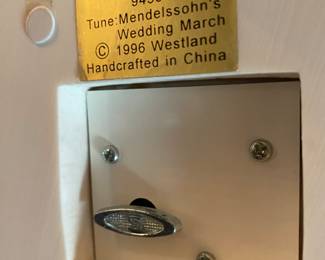 Tune:Mendelssohn's
Wedding March
© 1996 Westland
Handcrafted in China